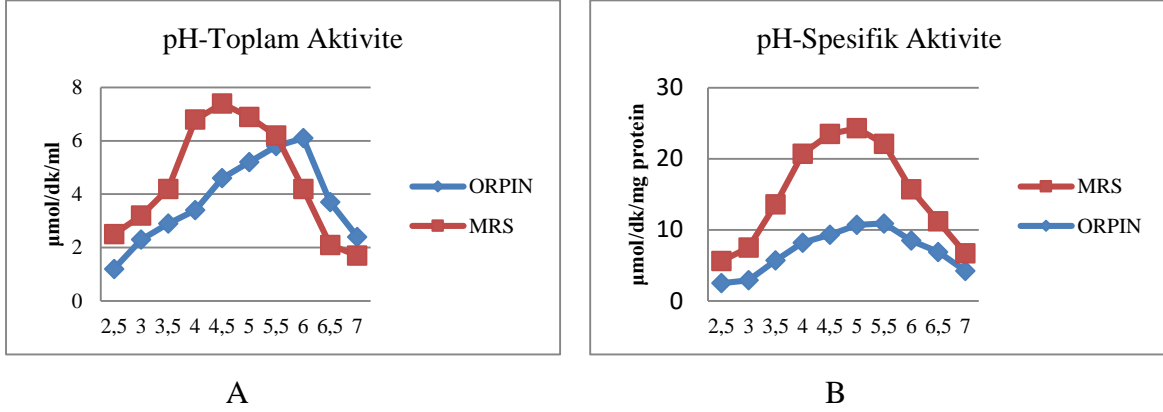 pH-Toplam Aktivite
µmol/dk/ml
8
6
4
2
0
2,5 3 3,5 4 4,5 5 5,5 6 6,5 7
ORPIN
MRS
A
pH-Spesifik Aktivite
µmol/dk/mg protein
30
20
10
0
2,5 3 3,5 4 4,5 5 5,5 6 6,5 7
MRS
ORPIN
B